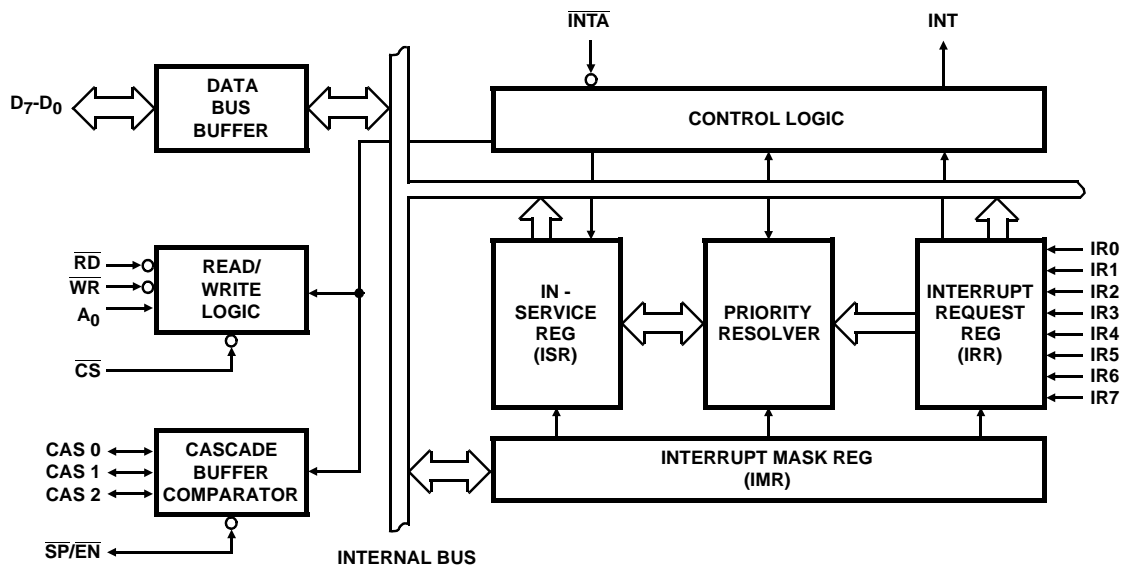 INTA
INT
D7-D0
DATA
BUS
BUFFER
CONTROL LOGIC
RD
WR
A0
READ/
WRITE
LOGIC
CS
IN -
SERVICE
REG
(ISR)
PRIORITY
RESOLVER
INTERRUPT
REQUEST
REG
(IRR)
IR0
IR1
IR2
IR3
IR4
IR5
IR6
IR7
CAS 0
CAS 1
CAS 2
CASCADE
BUFFER
COMPARATOR
INTERRUPT MASK REG
(IMR)
SP/EN
INTERNAL BUS